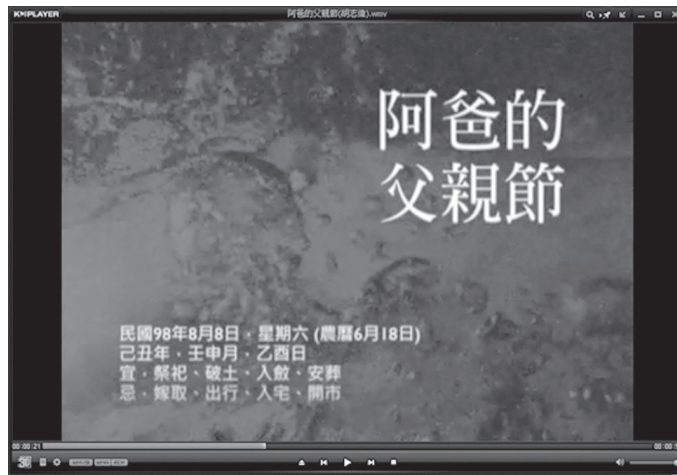 KMPLAYER
阿爸的父親節(胡志偉).wmv
阿爸的
父親節
民國98年8月8日，星期六 (農曆6月18日)
己丑年，壬申月，乙酉日
宜，祭祀、破土、入斂、安葬
忌，嫁取、出行、入宅、開市
00:00:21